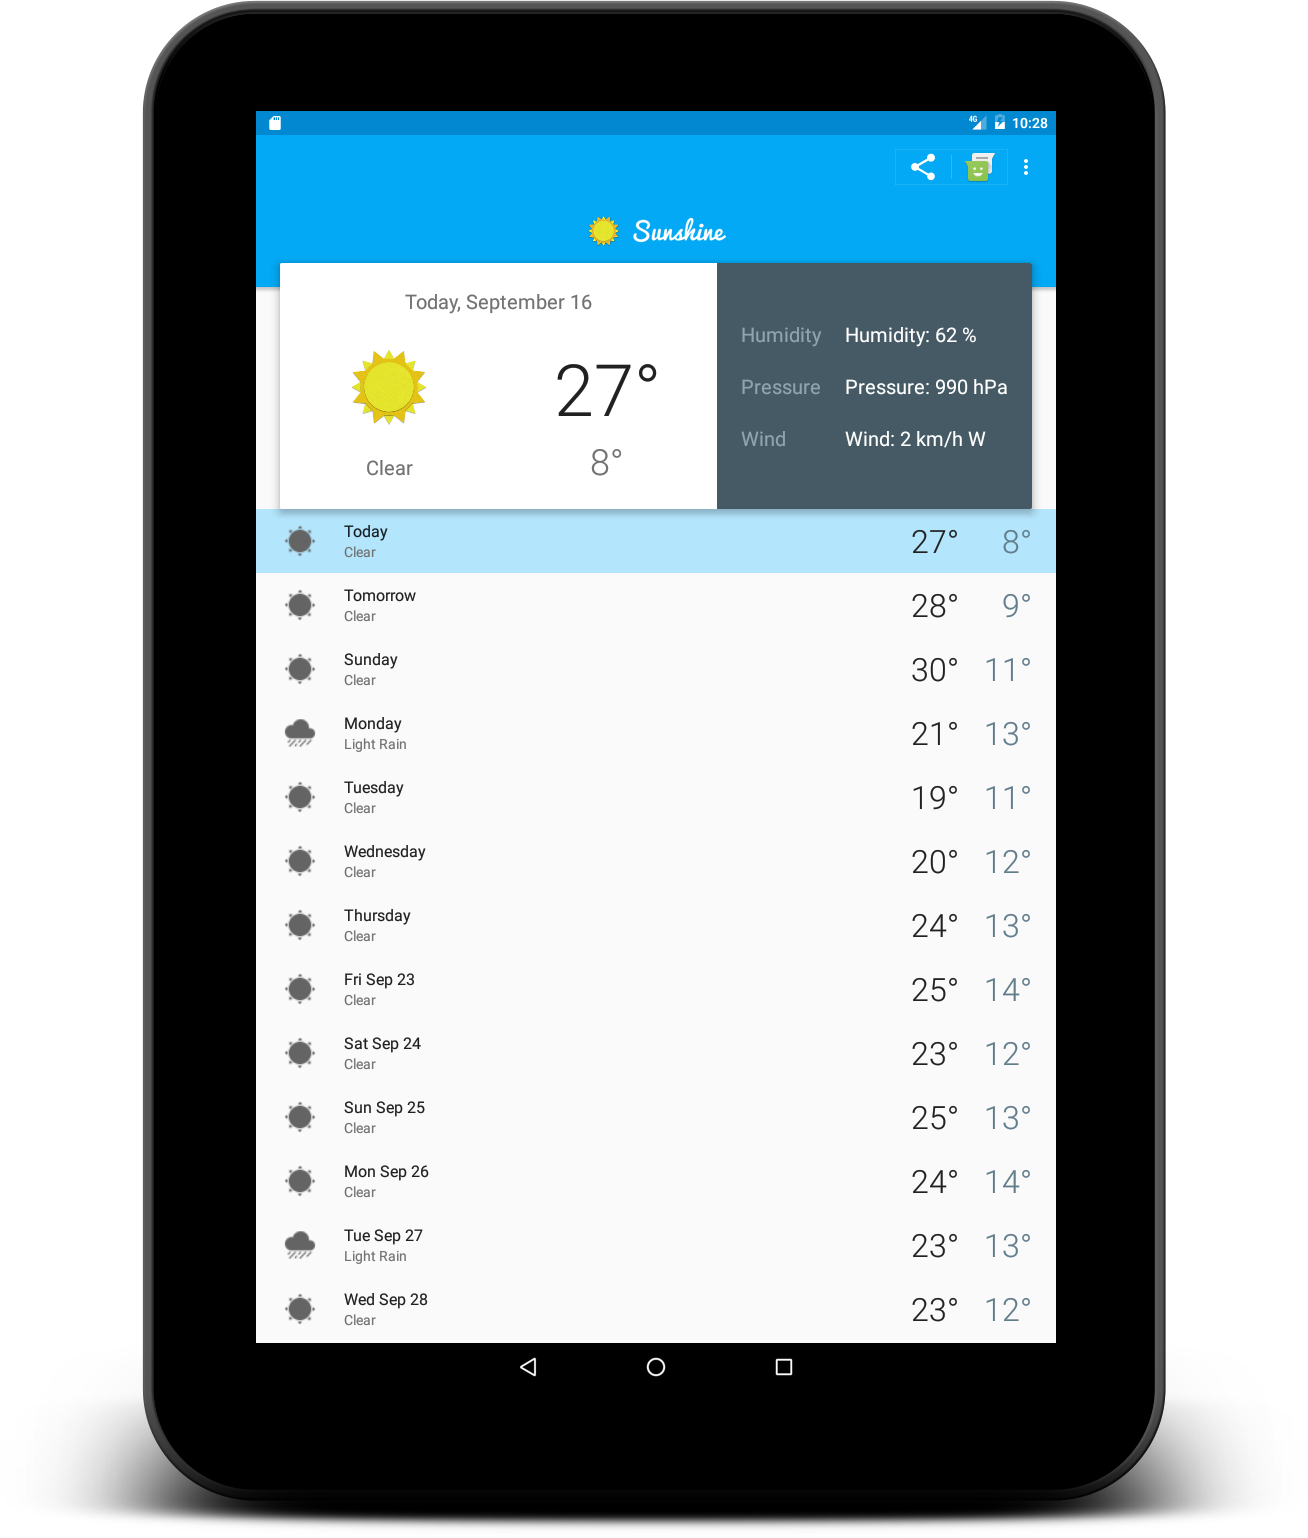 4G 10:28
Sunshine
Today, September 16
27°
8°
Clear
Humidity Humidity: 62 %
Pressure Pressure: 990 hPa
Wind Wind: 2 km/h W
Today
Clear
27° 8°
Tomorrow
Clear
28° 9°
Sunday
Clear
30° 11°
Monday
Light Rain
21° 13°
Tuesday
Clear
19° 11°
Wednesday
Clear
20° 12°
Thursday
Clear
24° 13°
Fri Sep 23
Clear
25° 14°
Sat Sep 24
Clear
23° 12°
Sun Sep 25
Clear
25° 13°
Mon Sep 26
Clear
24° 14°
Tue Sep 27
Light Rain
23° 13°
Wed Sep 28
Clear
23° 12°